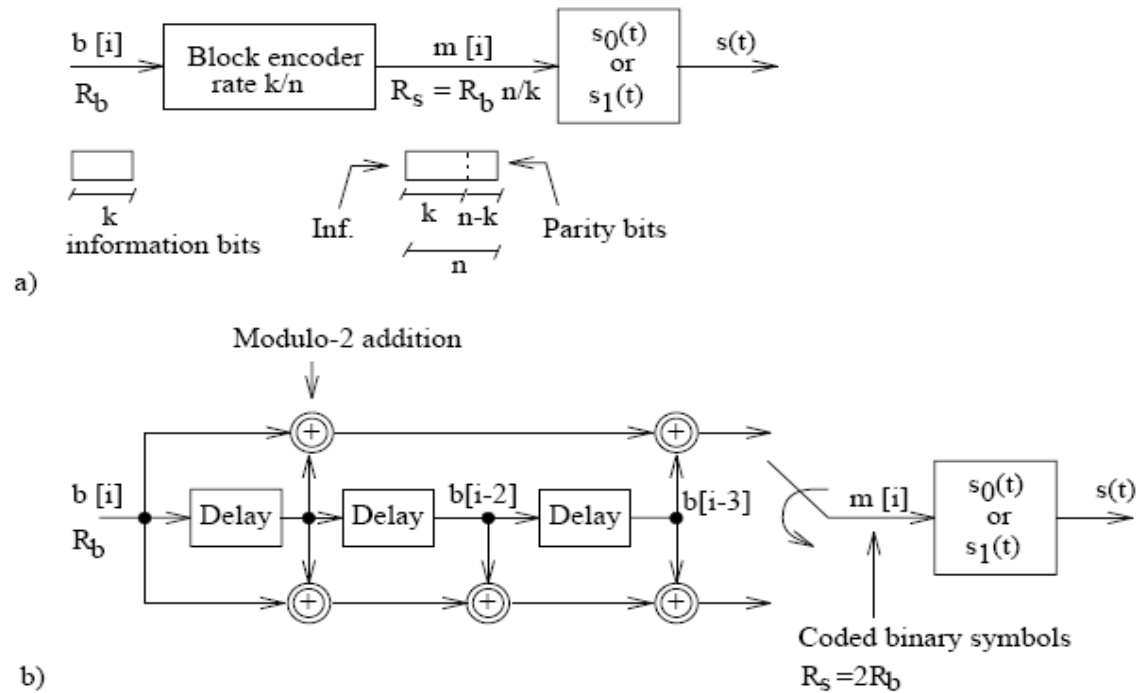 b [i]
R_b
Block encoder
rate k/n
m [i]
R_s = R_b n/k
s_0(t)
or
s_1(t)
s(t)
k
information bits
Inf.
k
n-k
n
Parity bits
a)
Modulo-2 addition
+
+
b [i]
R_b
Delay
Delay
b[i-2]
Delay
b[i-3]
m [i]
s_0(t)
or
s_1(t)
s(t)
+
+
+
Coded binary symbols
R_s = 2R_b
b)